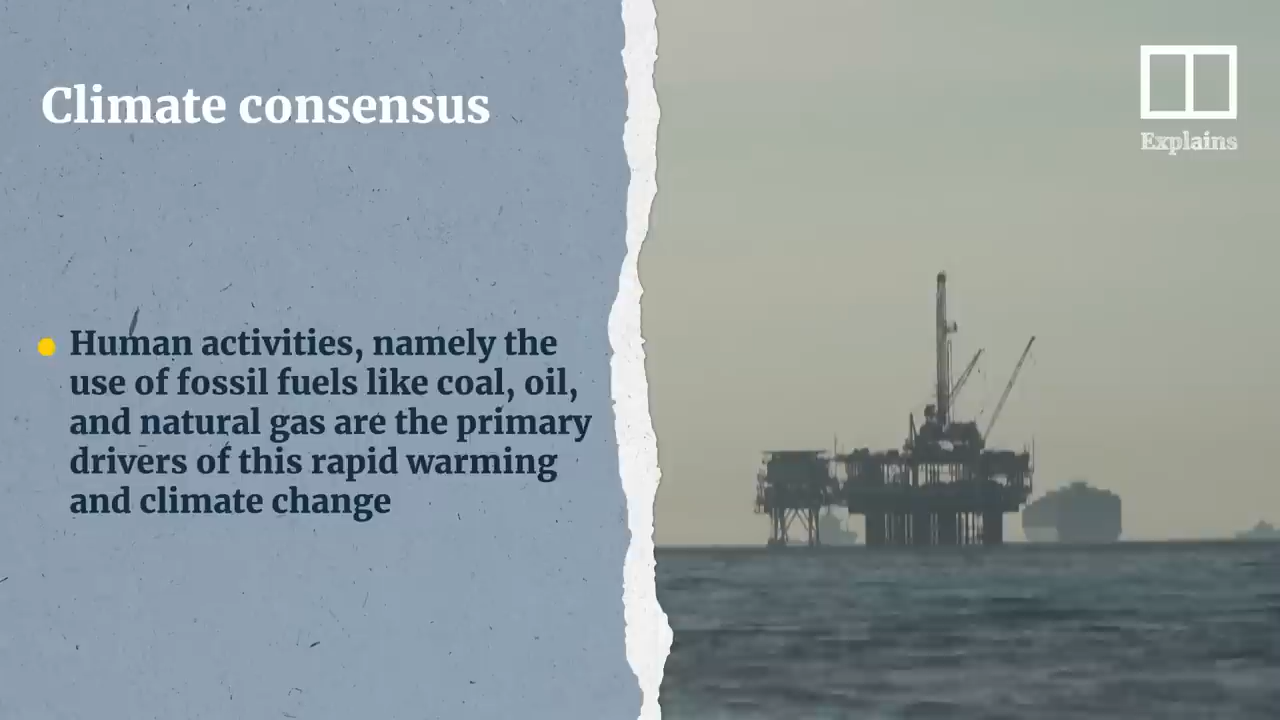 Climate consensus
Explains
Human activities, namely the
use of fossil fuels like coal, oil,
and natural gas are the primary
drivers of this rapid warming
and climate change